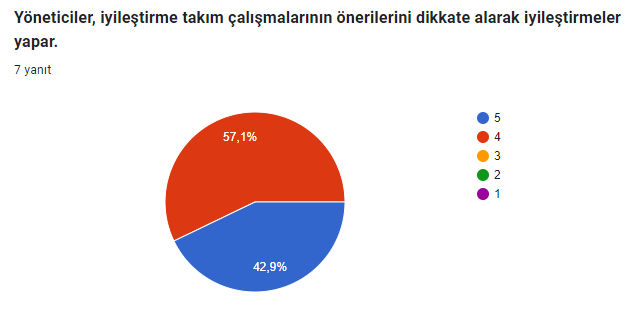 Yöneticiler, iyileştirme takım çalışmalarının önerilerini dikkate alarak iyileştirmeler
yapar.
7 yanıt
57,1%
42,9%
5
4
3
2
1